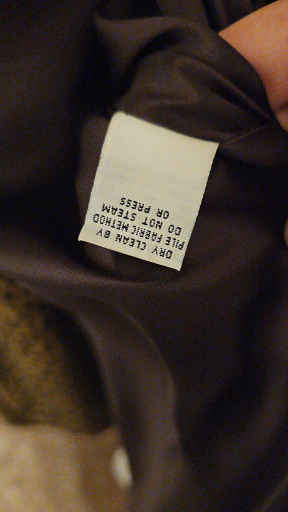 DRY CLEAN BY
PILE FABRIC METHOD
DO NOT STEAM
OR PRESS